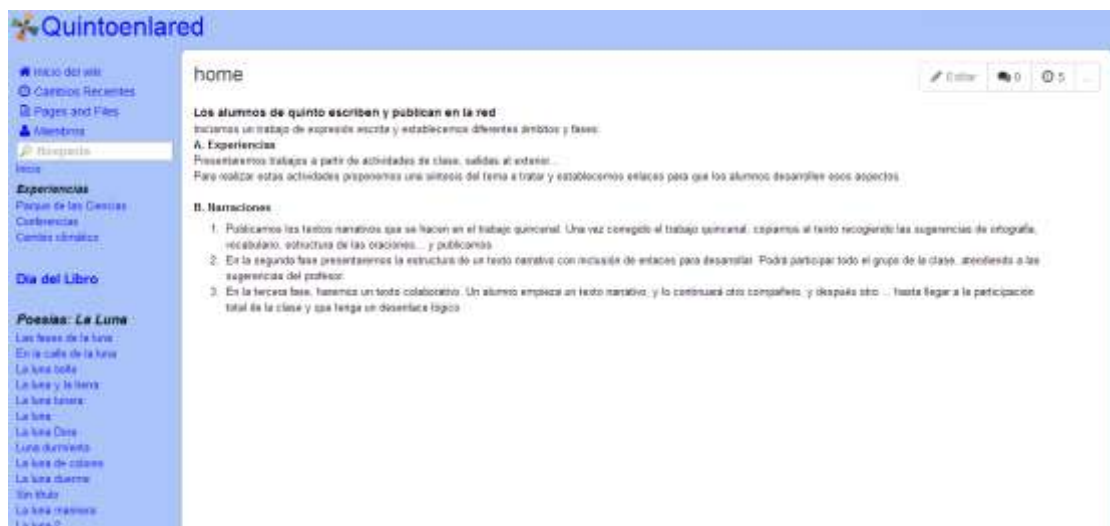 Quintoenlared
Inicio del wiki
Cambios Recientes
Pages and Files
Miembros
Búsqueda
Inicio
Experiencias
Parque de las Ciencias
Conferencias
Cambio climático
Día del Libro
Poesías: La Luna
Las fases de la luna
En la calle de la luna
La luna bella
La luna y la tierra
La luna lunera
La luna
La luna
Luna durmiente
La luna de colores
La luna duerme
Sin título
La luna
La luna 2
home
Editar
0
5
...
Los alumnos de quinto escriben y publican en la red
Iniciamos un trabajo de expresión escrita y establecemos diferentes ámbitos y fases:
A. Experiencias
Presentaremos trabajos a partir de actividades de clase, salidas al exterior...
Para realizar estas actividades proponemos una síntesis del tema a tratar y establecemos enlaces para que los alumnos desarrollen esos aspectos.
B. Narraciones
1. Publicamos los textos narrativos que se hacen en el trabajo quincenal. Una vez corregido el trabajo quincenal, copiamos el texto recogiendo las sugerencias de ortografía,
vocabulario, estructura de las oraciones... y publicamos.
2. En la segunda fase presentaremos la estructura de un texto narrativo con inclusión de enlaces para desarrollar. Podrá participar todo el grupo de la clase, atendiendo a las
sugerencias del profesor.
3. En la tercera fase, haremos un texto colaborativo. Un alumno empieza un texto narrativo, y lo continuará otro compañero, y después otro ... hasta llegar a la participación
total de la clase y que tenga un desenlace lógico.